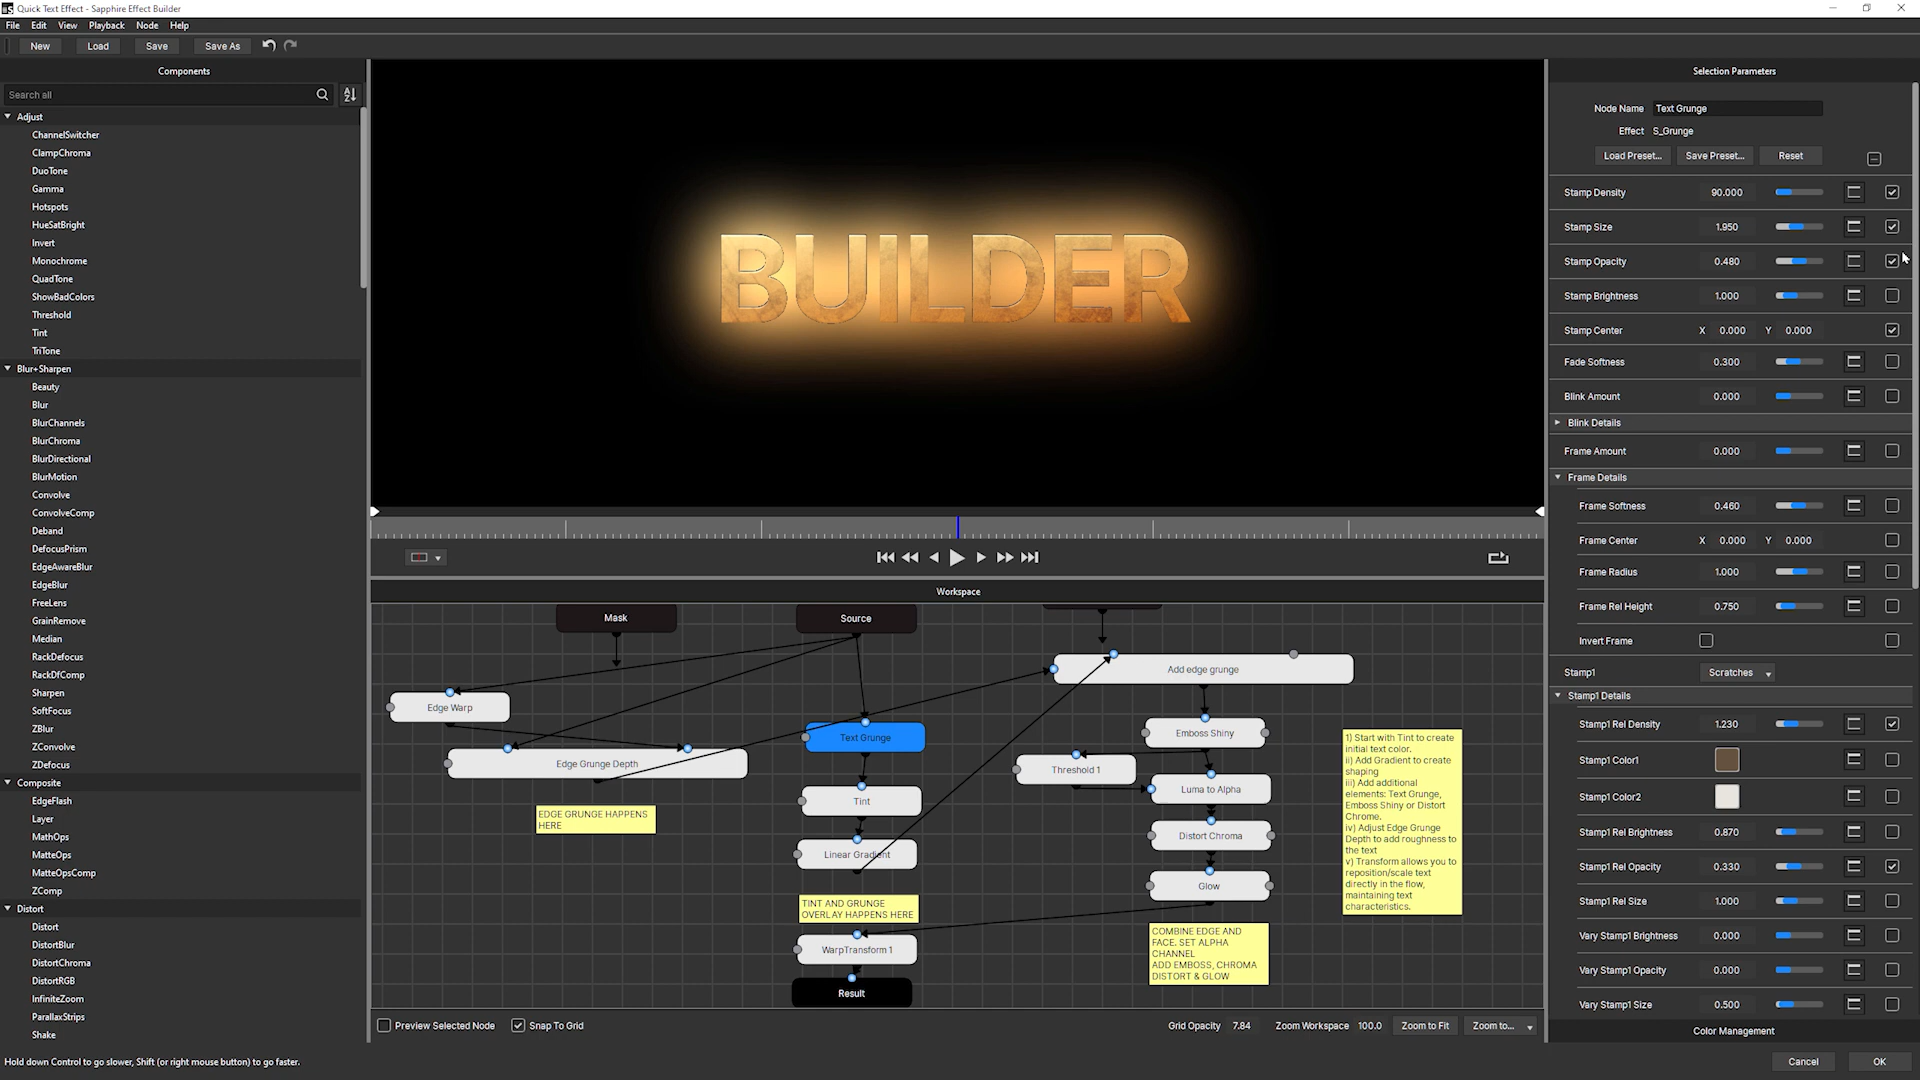 Quick Text Effect - Sapphire Effect Builder
File Edit View Playback Node Help
New Load Save Save As
Components
Search all
Adjust
ChannelSwitcher
ClampChroma
DuoTone
Gamma
Hotspots
HueSatBright
Invert
Monochrome
QuadTone
ShowBadColors
Threshold
Tint
TriTone
Blur+Sharpen
Beauty
Blur
BlurChannels
BlurChroma
BlurDirectional
BlurMotion
Convolve
ConvolveComp
Deband
DefocusPrism
EdgeAwareBlur
EdgeBlur
FreeLens
GrainRemove
Median
RackDefocus
RackDfComp
Sharpen
SoftFocus
ZBlur
ZConvolve
ZDefocus
Composite
EdgeFlash
Layer
MathOps
MatteOps
MatteOpsComp
ZComp
Distort
Distort
DistortBlur
DistortChroma
DistortRGB
InfiniteZoom
ParallaxStrips
Shake
Hold down Control to go slower, Shift (or right mouse button) to go faster.
BUILDER
Workspace
Mask
Source
Edge Warp
Edge Grunge Depth
EDGE GRUNGE HAPPENS
HERE
Text Grunge
Tint
Linear Gradient
TINT AND GRUNGE
OVERLAY HAPPENS HERE
WarpTransform 1
Result
Add edge grunge
Emboss Shiny
Threshold 1
Luma to Alpha
Distort Chroma
Glow
COMBINE EDGE AND
FACE. SET ALPHA
CHANNEL
ADD EMBOSS, CHROMA
DISTORT & GLOW
1) Start with Tint to create
initial text color.
ii) Add Gradient to create
shaping
iii) Add additional
elements: Text Grunge,
Emboss Shiny or Distort
Chrome.
iv) Adjust Edge Grunge
Depth to add roughness to
the text
v) Transform allows you to
reposition/scale text
directly in the flow,
maintaining text
characteristics.
Preview Selected Node Snap To Grid Grid Opacity 7.84 Zoom Workspace 100.0 Zoom to Fit Zoom to...
Selection Parameters
Node Name Text Grunge
Effect S_Grunge
Load Preset... Save Preset... Reset
Stamp Density 90.000
Stamp Size 1.950
Stamp Opacity 0.480
Stamp Brightness 1.000
Stamp Center X 0.000 Y 0.000
Fade Softness 0.300
Blink Amount 0.000
Blink Details
Frame Amount 0.000
Frame Details
Frame Softness 0.460
Frame Center X 0.000 Y 0.000
Frame Radius 1.000
Frame Rel Height 0.750
Invert Frame
Stamp1 Scratches
Stamp1 Details
Stamp1 Rel Density 1.230
Stamp1 Color1
Stamp1 Color2
Stamp1 Rel Brightness 0.870
Stamp1 Rel Opacity 0.330
Stamp1 Rel Size 1.000
Vary Stamp1 Brightness 0.000
Vary Stamp1 Opacity 0.000
Vary Stamp1 Size 0.500
Color Management
Cancel OK